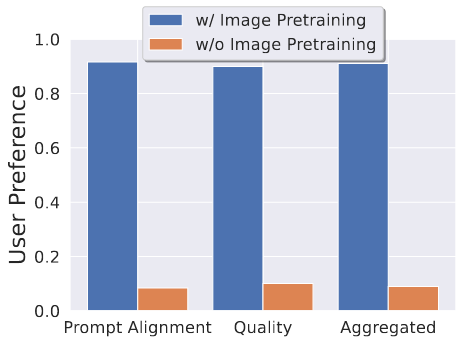 w/ Image Pretraining
w/o Image Pretraining
User Preference
1.0
0.8
0.6
0.4
0.2
0.0
Prompt Alignment Quality Aggregated